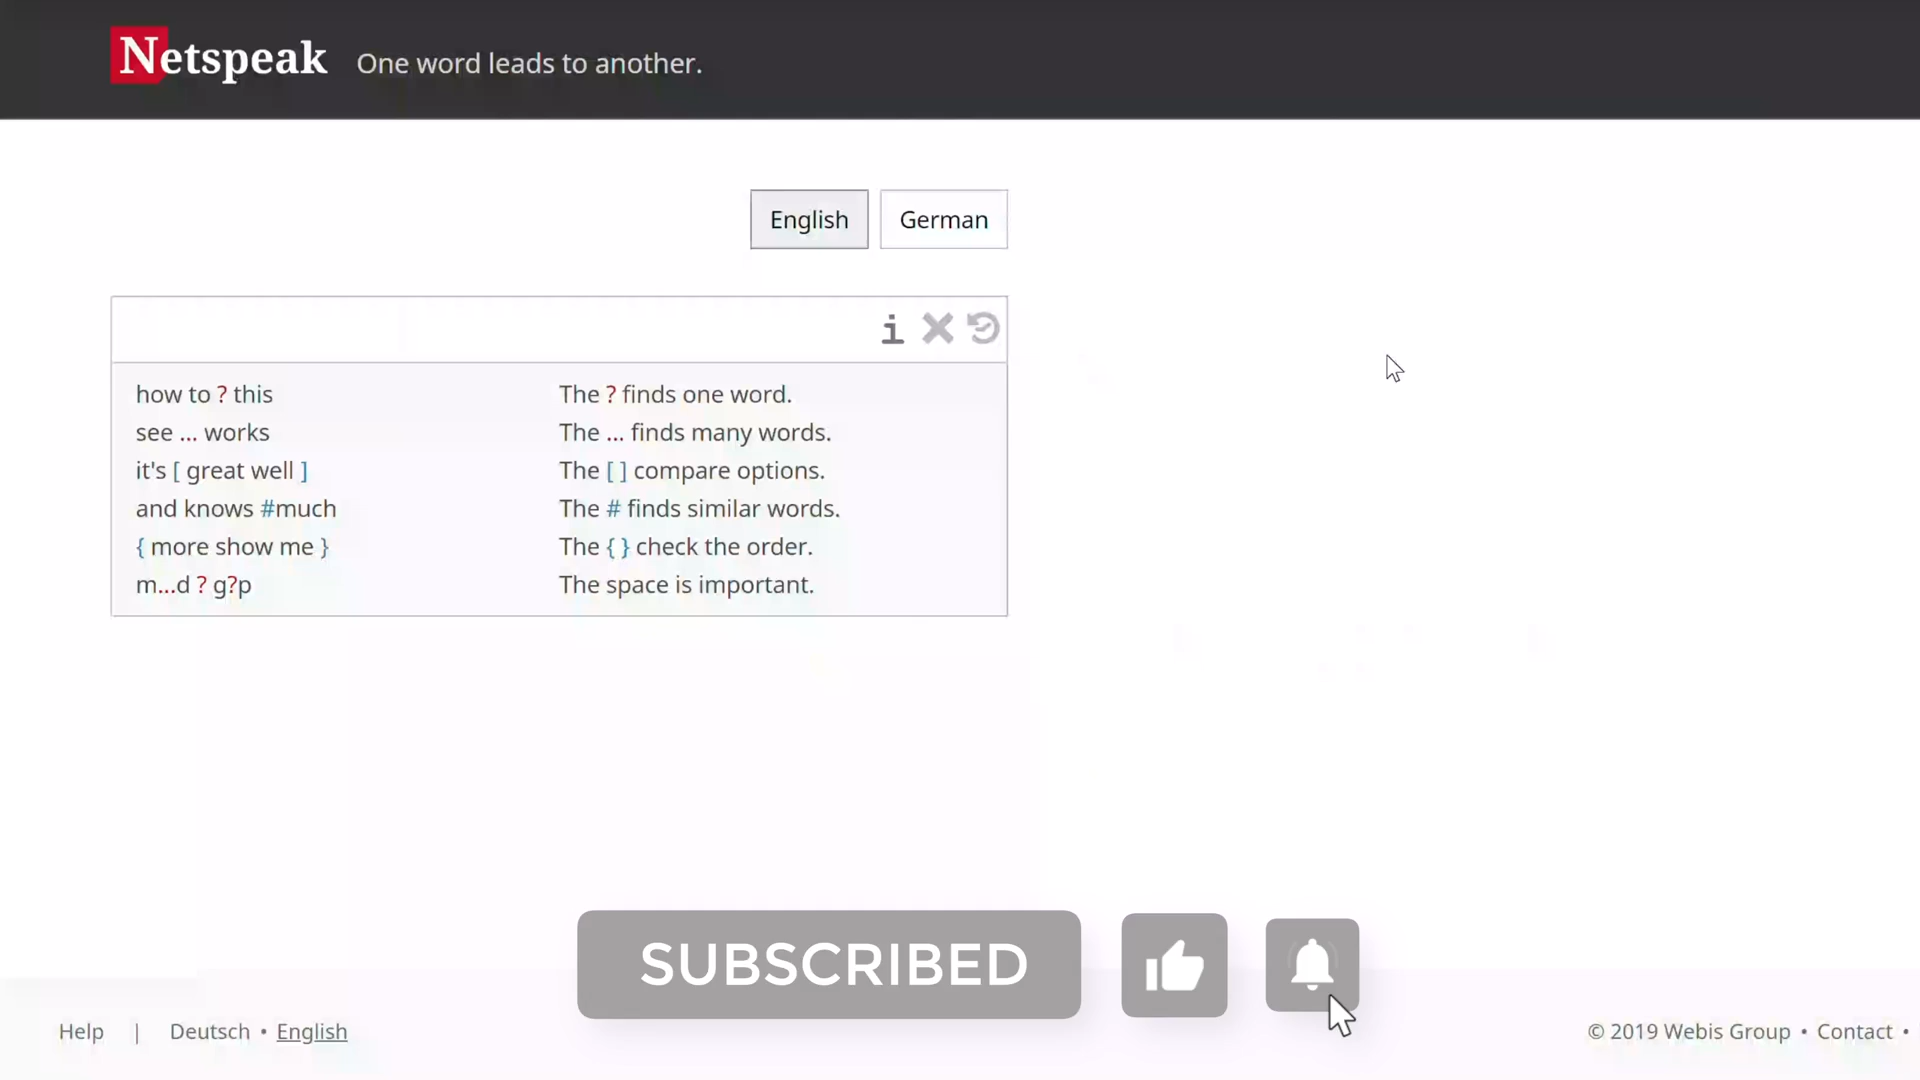 Netspeak One word leads to another.
English German
i
how to ? this The ? finds one word.
see ... works The ... finds many words.
it's [ great well ] The [ ] compare options.
and knows #much The # finds similar words.
{ more show me } The { } check the order.
m...d ? g?p The space is important.
SUBSCRIBED
Help | Deutsch • English © 2019 Webis Group • Contact •